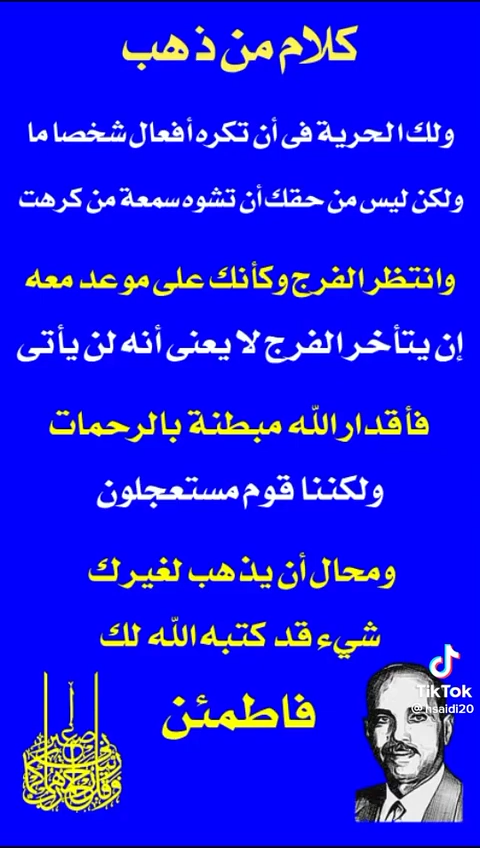 كلام من ذهب
ولك الحرية فى أن تكره أفعال شخصا ما
ولكن ليس من حقك أن تشوه سمعة من كرهت
وانتظر الفرج وكأنك على موعد معه
إن يتأخر الفرج لا يعنى أنه لن يأتى
فأقدار الله مبطنة بالرحمات
ولكننا قوم مستعجلون
ومحال أن يذهب لغيرك
شيء قد كتبه الله لك
فاطمئن
TikTok
@hsaidi20